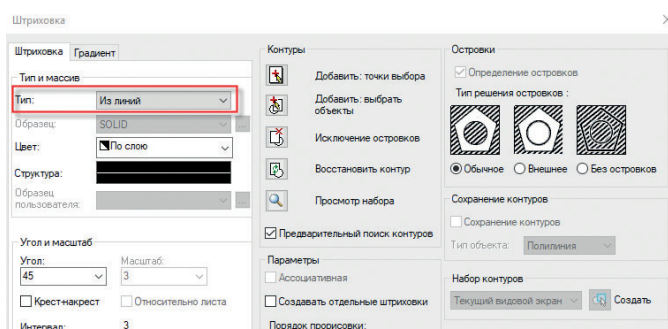 Штриховка
Штриховка Градиент
Тип и массив
Тип: Из линий
Образец: SOLID ...
Цвет: По слою
Структура:
Образец
пользователя: ...
Угол и масштаб
Угол: Масштаб:
45 3
Крест-накрест Относительно листа
Интервал: 3
Контуры
Добавить: точки выбора
Добавить: выбрать
объекты
Исключение островков
Восстановить контур
Просмотр набора
Предварительный поиск контуров
Параметры
Ассоциативная
Создавать отдельные штриховки
Порядок прорисовки:
Островки
Определение островков
Тип решения островков :
Обычное Внешнее Без островков
Сохранение контуров
Сохранение контуров
Тип объекта: Полилиния
Набор контуров
Текущий видовой экран Создать